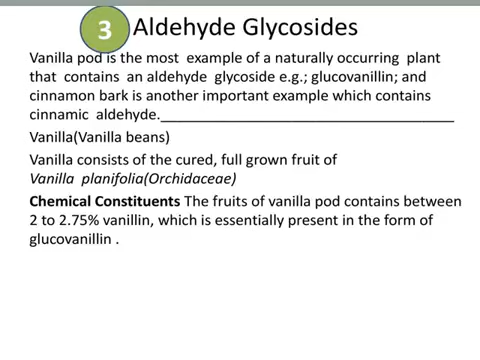 3 Aldehyde Glycosides
Vanilla pod is the most example of a naturally occurring plant
that contains an aldehyde glycoside e.g.; glucovanillin; and
cinnamon bark is another important example which contains
cinnamic aldehyde.____________________________________
Vanilla(Vanilla beans)
Vanilla consists of the cured, full grown fruit of
Vanilla planifolia(Orchidaceae)
Chemical Constituents The fruits of vanilla pod contains between
2 to 2.75% vanillin, which is essentially present in the form of
glucovanillin .